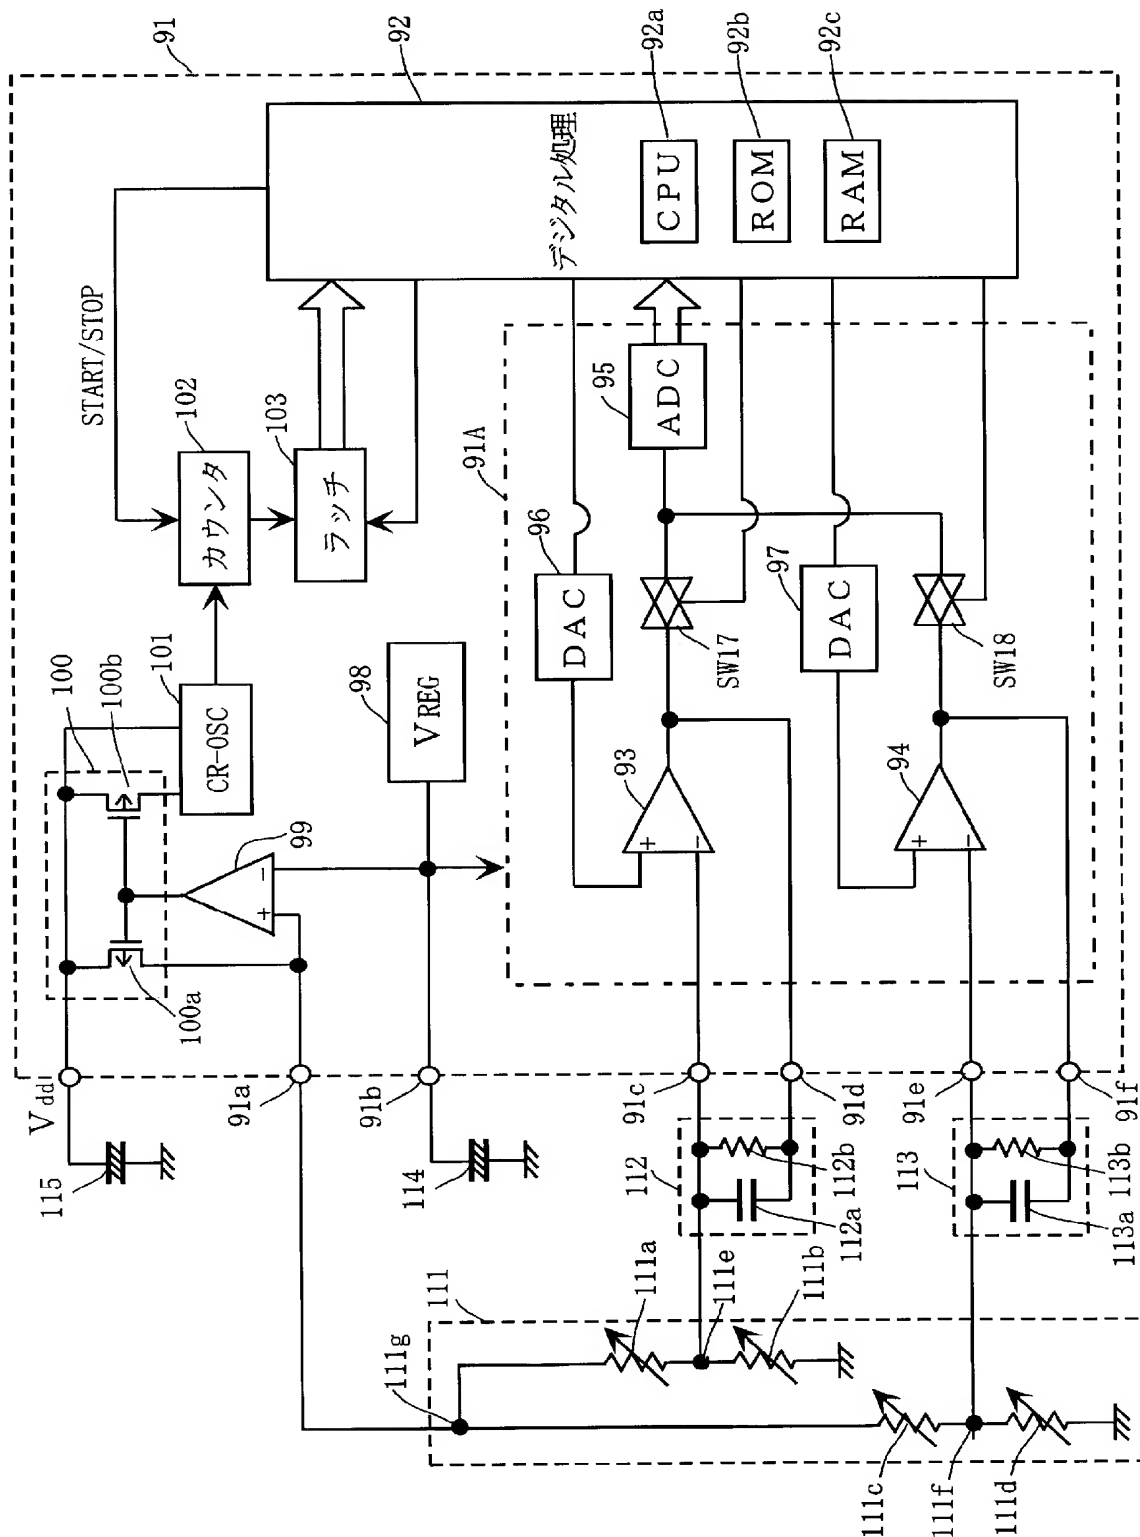 91
92
デジタル処理
92a
CPU
92b
ROM
92c
RAM
START/STOP
102
カウンタ
103
ラッチ
91A
95
ADC
96
DAC
97
DAC
SW17
SW18
100
100b
101
CR-OSC
98
VREG
99
+
−
100a
93
+
−
94
+
−
Vdd
91a
91b
91c
91d
91e
91f
115
114
112
112b
112a
113
113b
113a
111
111g
111a
111e
111b
111c
111f
111d